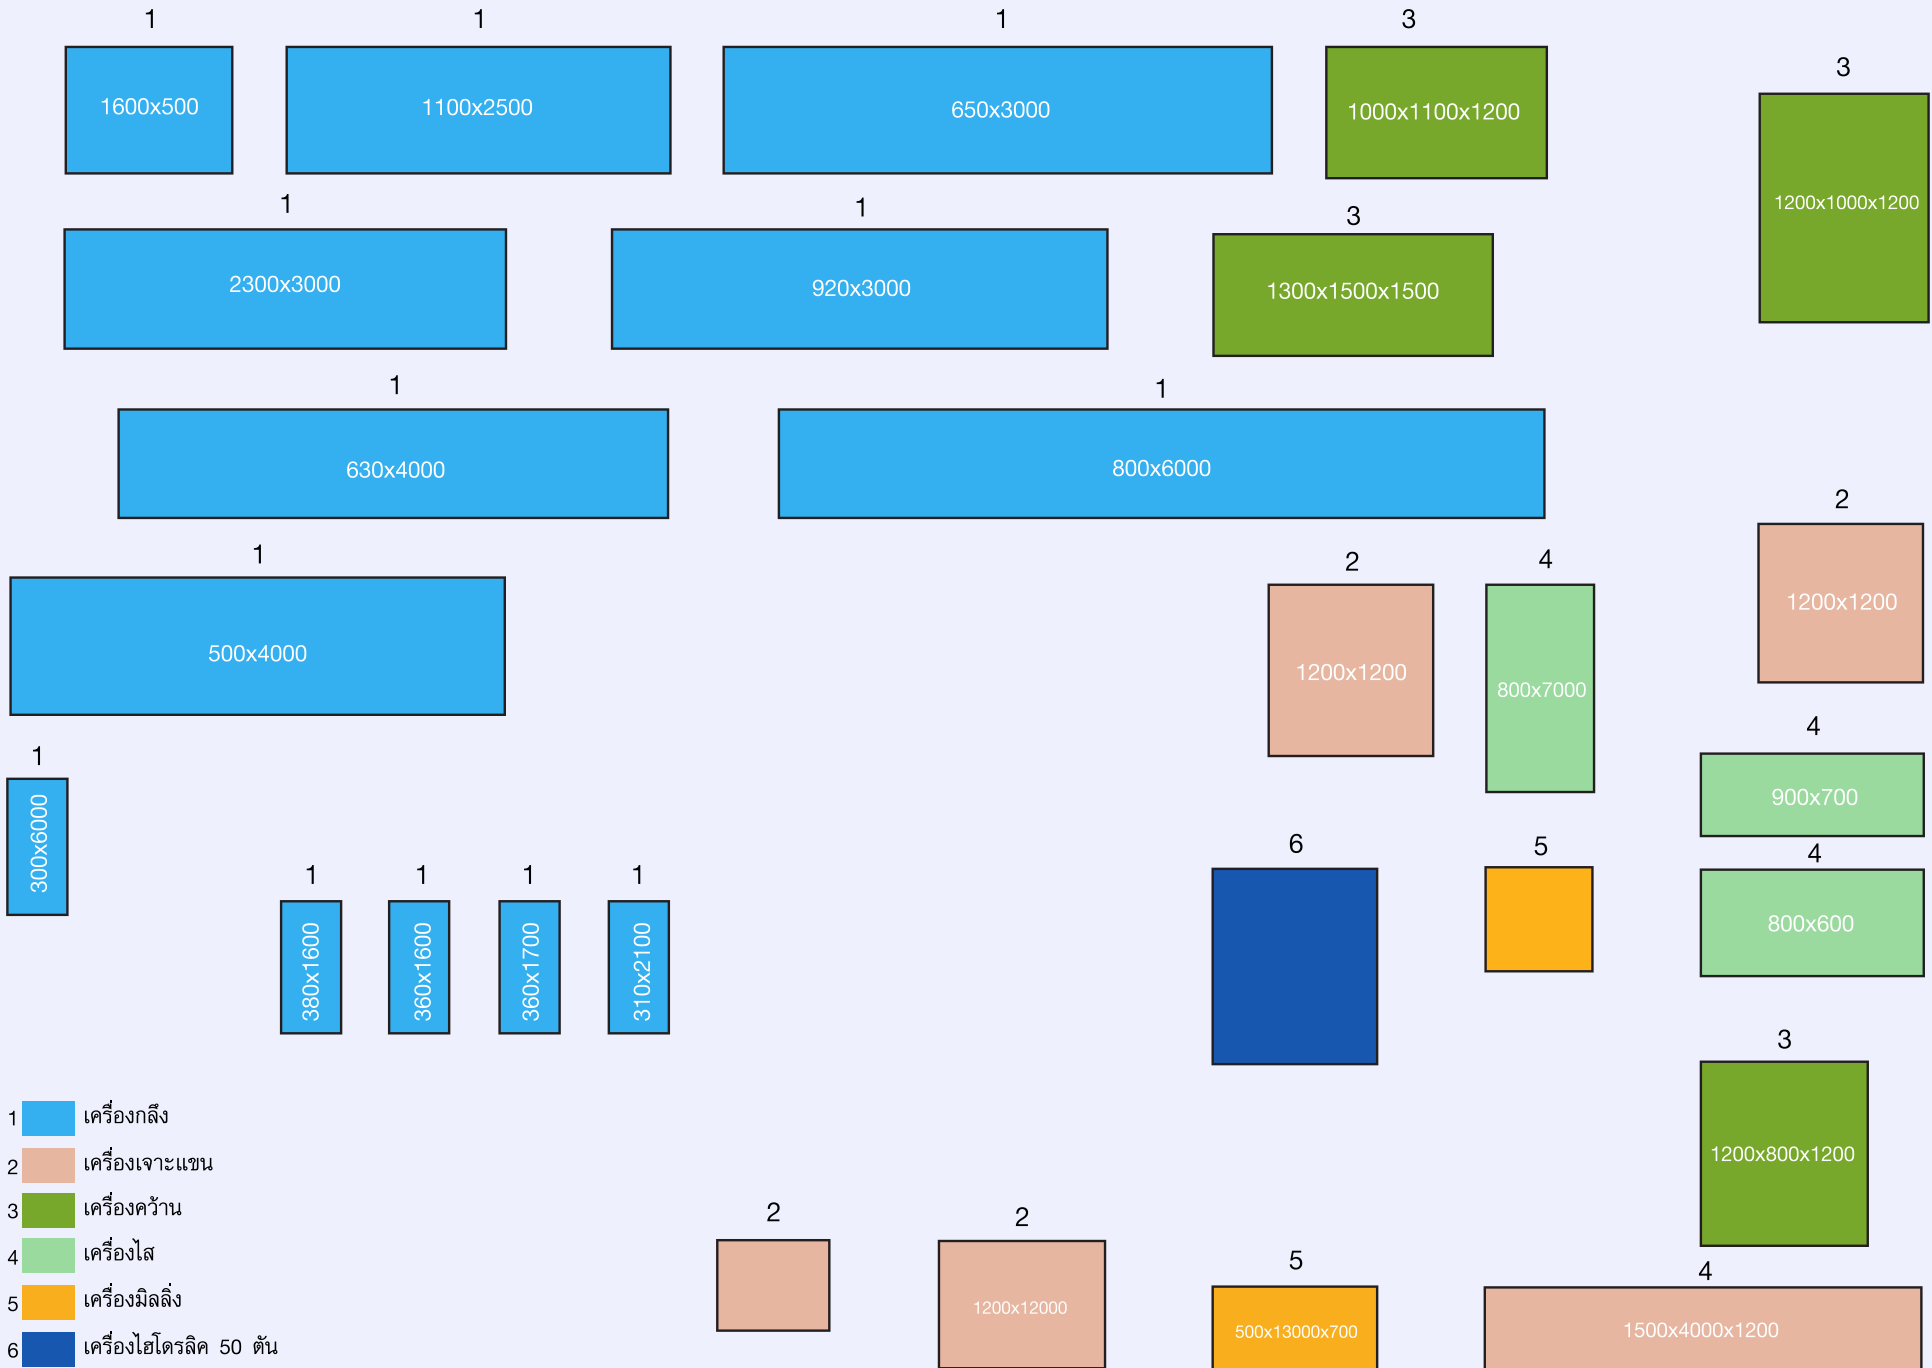 1 1 1 3
3
1600x500 1100x2500 650x3000 1000x1100x1200
1200x1000x1200
1 1 3
2300x3000 920x3000 1300x1500x1500
1 1
630x4000 800x6000
2
1 2 4
1200x1200
500x4000 1200x1200 800x7000
1 4
900x700
300x6000
6 5 4
1 1 1 1
380x1600 360x1600 360x1700 310x2100
800x600
3
1200x800x1200
1 เครื่องกลึง
2 เครื่องเจาะแขน
3 เครื่องคว้าน
4 เครื่องไส
5 เครื่องมิลลิ่ง
6 เครื่องไฮโดรลิค 50 ตัน
2 2 5 4
1200x12000 500x13000x700 1500x4000x1200